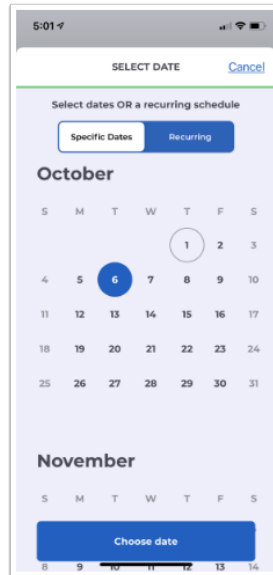 5:01
SELECT DATE Cancel
Select dates OR a recurring schedule
Specific Dates Recurring
October
S M T W T F S
1 2 3
4 5 6 7 8 9 10
11 12 13 14 15 16 17
18 19 20 21 22 23 24
25 26 27 28 29 30 31
November
S M T W T F S
Choose date
8 9 10 11 12 13 14